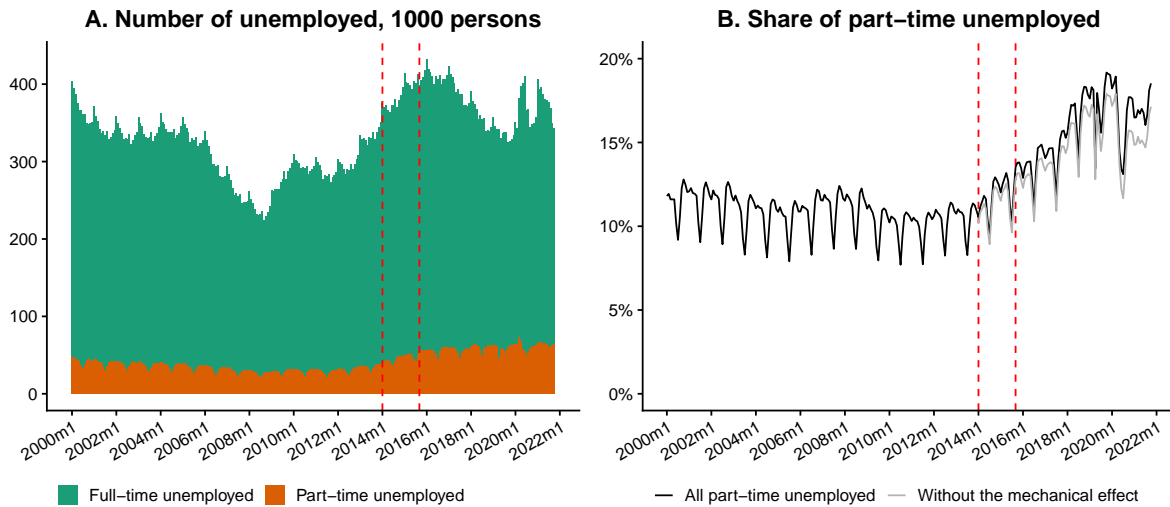 A. Number of unemployed, 1000 persons
400
300
200
100
0
2000m1
2002m1
2004m1
2006m1
2008m1
2010m1
2012m1
2014m1
2016m1
2018m1
2020m1
2022m1
Full−time unemployed
Part−time unemployed
B. Share of part−time unemployed
20%
15%
10%
5%
0%
2000m1
2002m1
2004m1
2006m1
2008m1
2010m1
2012m1
2014m1
2016m1
2018m1
2020m1
2022m1
All part−time unemployed
Without the mechanical effect